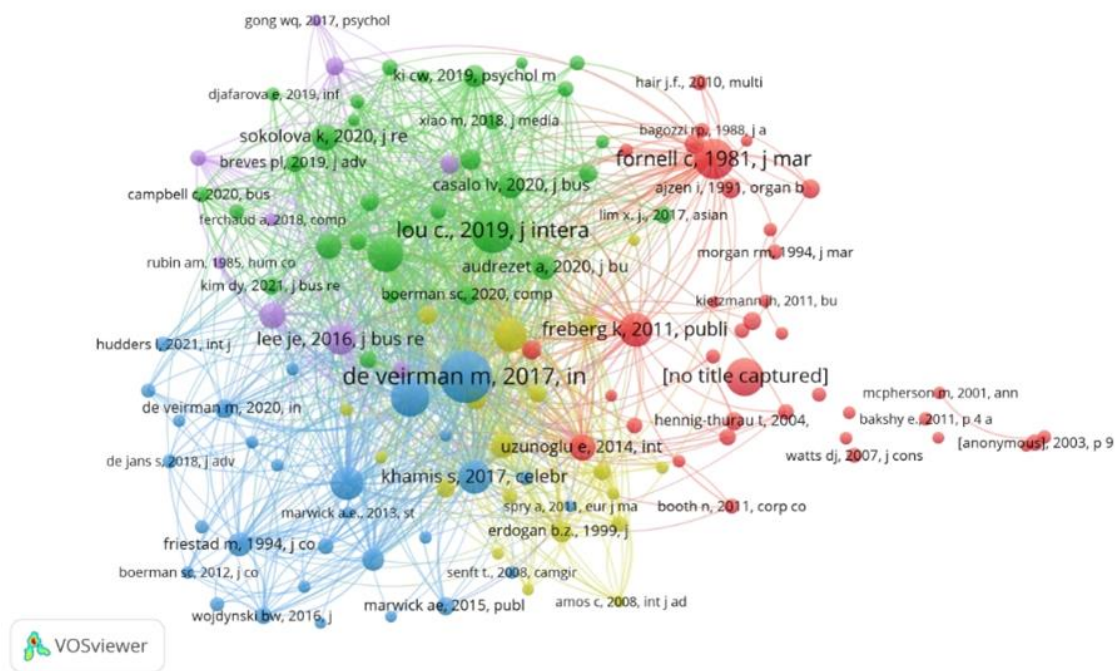 gong wq, 2017, psychol
ki cw, 2019, psychol m
hair j.f., 2010, multi
djafarova e, 2019, inf
xiao m, 2018, j media
bagozzi rp., 1988, j a
sokolova k, 2020, j re
fornell c, 1981, j mar
breves pl, 2019, j adv
casalo lv, 2020, j bus
ajzen i, 1991, organ b
campbell c, 2020, bus
ferchaud a, 2018, comp
lim x. j., 2017, asian
lou c., 2019, j intera
morgan rm, 1994, j mar
rubin am, 1985, hum co
audrezet a, 2020, j bu
kim dy, 2021, j bus re
boerman sc, 2020, comp
kietzmann jh, 2011, bu
freberg k, 2011, publi
lee je, 2016, j bus re
hudders l, 2021, int j
de veirman m, 2017, in
[no title captured]
mcpherson m, 2001, ann
de veirman m, 2020, in
hennig-thurau t, 2004,
bakshy e., 2011, p 4 a
uzunoglu e, 2014, int
[anonymous], 2003, p 9
de jans s, 2018, j adv
watts dj, 2007, j cons
khamis s, 2017, celebr
marwick a.e., 2013, st
spry a, 2011, eur j ma
booth n, 2011, corp co
erdogan b.z., 1999, j
friestad m, 1994, j co
boerman sc, 2012, j co
senft t., 2008, camgir
amos c, 2008, int j ad
marwick ae, 2015, publ
wojdynski bw, 2016, j
VOSviewer